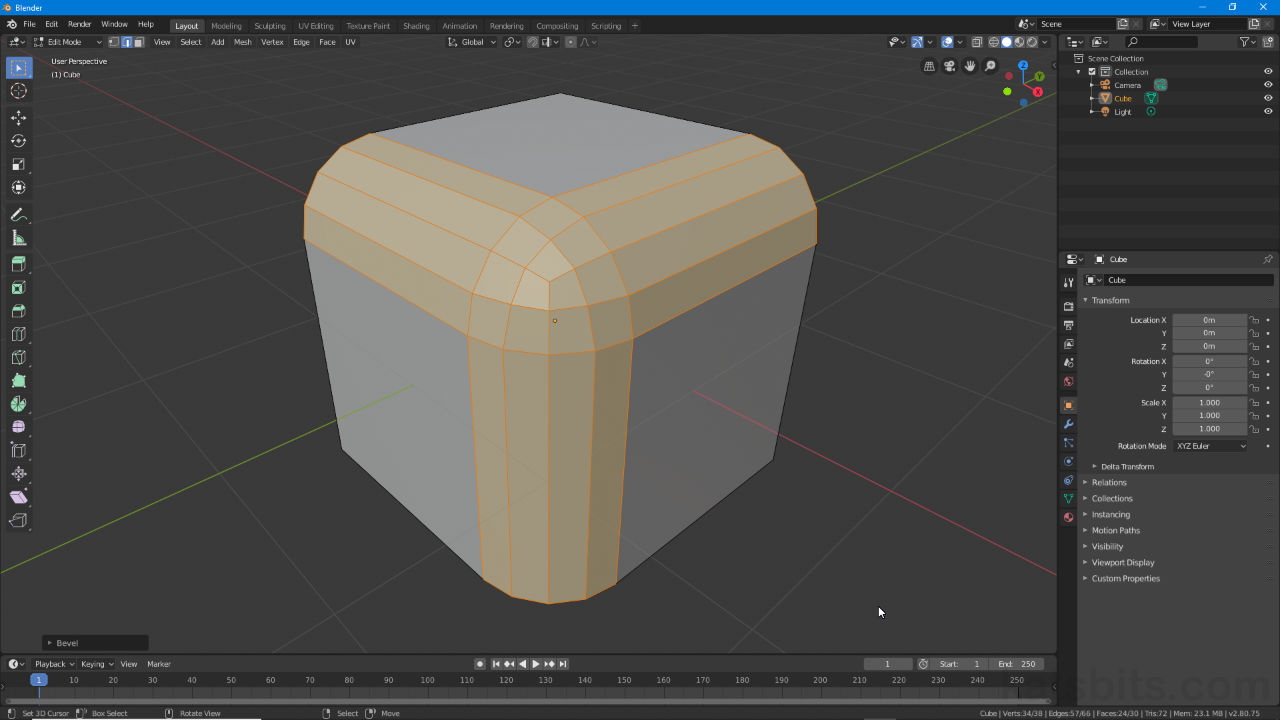 Blender
File Edit Render Window Help Layout Modeling Sculpting UV Editing Texture Paint Shading Animation Rendering Compositing Scripting + Scene View Layer
Edit Mode View Select Add Mesh Vertex Edge Face UV Global
User Perspective
(1) Cube
Z
Y
X
Scene Collection
Collection
Camera
Cube
Light
Cube
Cube
Transform
Location X 0m
Y 0m
Z 0m
Rotation X 0°
Y -0°
Z 0°
Scale X 1.000
Y 1.000
Z 1.000
Rotation Mode XYZ Euler
Delta Transform
Relations
Collections
Instancing
Motion Paths
Visibility
Viewport Display
Custom Properties
Bevel
Playback Keying View Marker 1 Start: 1 End: 250
1 10 20 30 40 50 60 70 80 90 100 110 120 130 140 150 160 170 180 190 200 210 220 230 240 250
katsbits.com
Set 3D Cursor Box Select Rotate View Select Move Cube | Verts:34/38 | Edges:57/66 | Faces:24/30 | Tris:72 | Mem: 23.1 MB | v2.80.75